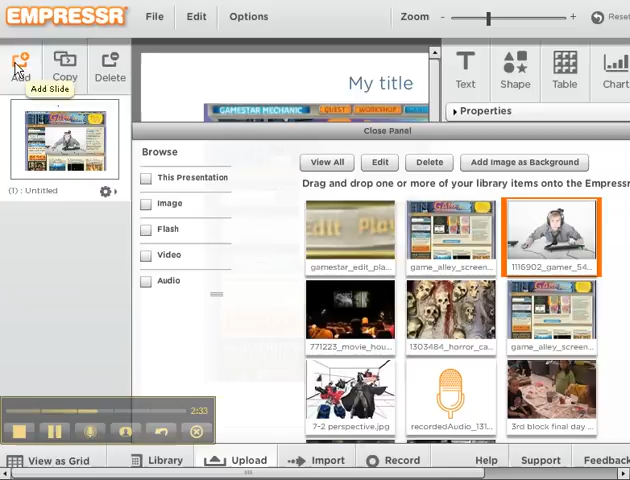 EMPRESSR
File Edit Options Zoom Reset
Add Copy Delete
Add Slide
My title
Text Shape Table Chart
GAMESTAR MECHANIC QUEST WORKSHOP
Properties
Close Panel
(1) : Untitled
Browse
This Presentation
Image
Flash
Video
Audio
View All Edit Delete Add Image as Background
Drag and drop one or more of your library items onto the Empressr
Edit Play
gamestar_edit_pla... game_alley_screen... 1116902_gamer_54...
771223_movie_hou... 1303484_horror_ca... game_alley_screen...
7-2 perspective.jpg recordedAudio_131... 3rd block final day ...
2:33
View as Grid Library Upload Import Record Help Support Feedback